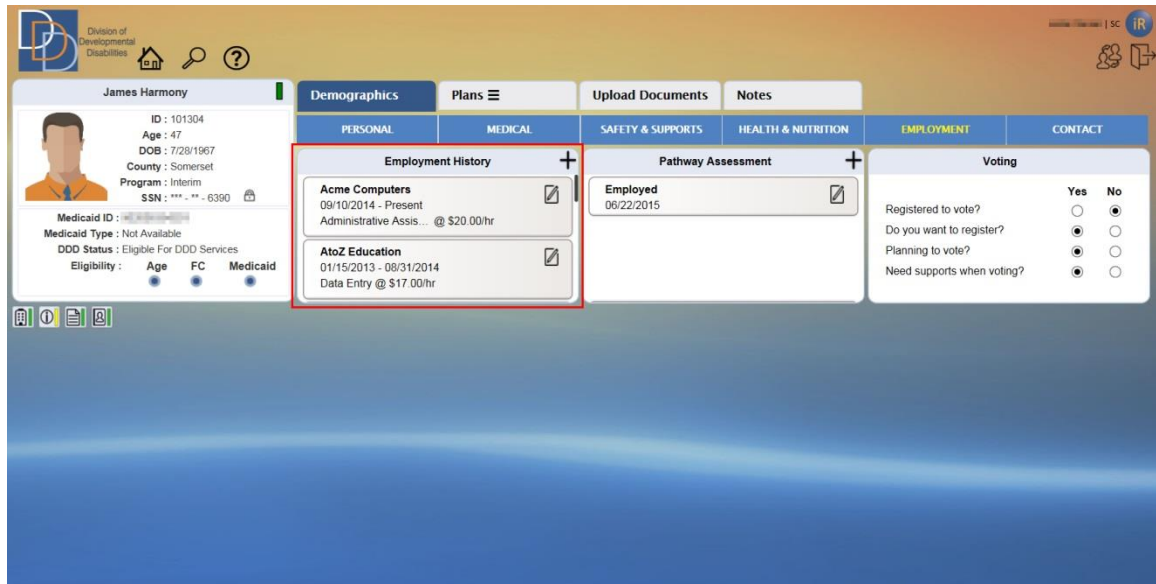 DDD
Division of
Developmental
Disabilities
?
| SC
iR
James Harmony
ID : 101304
Age : 47
DOB : 7/28/1967
County : Somerset
Program : Interim
SSN : *** - ** - 6390
Medicaid ID :
Medicaid Type : Not Available
DDD Status : Eligible For DDD Services
Eligibility : Age FC Medicaid
Demographics Plans ☰ Upload Documents Notes
PERSONAL MEDICAL SAFETY & SUPPORTS HEALTH & NUTRITION EMPLOYMENT CONTACT
Employment History +
Acme Computers
09/10/2014 - Present
Administrative Assis... @ $20.00/hr
AtoZ Education
01/15/2013 - 08/31/2014
Data Entry @ $17.00/hr
Pathway Assessment +
Employed
06/22/2015
Voting
Yes No
Registered to vote?
Do you want to register?
Planning to vote?
Need supports when voting?